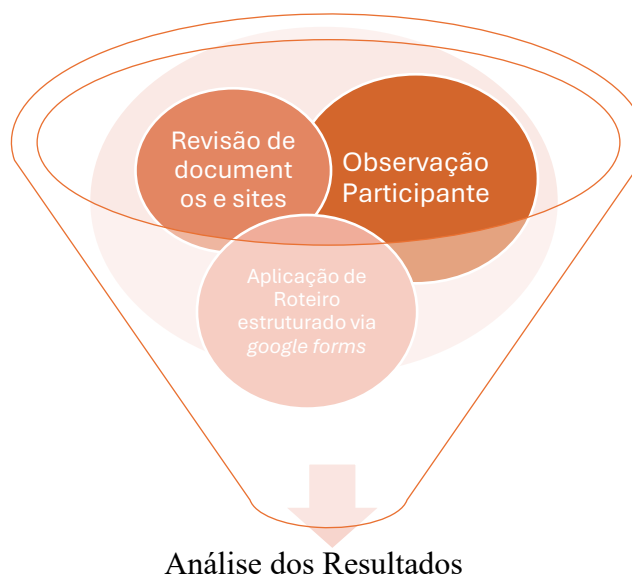 Revisão de
document
os e sites
Observação
Participante
Aplicação de
Roteiro
estruturado via
google forms
Análise dos Resultados